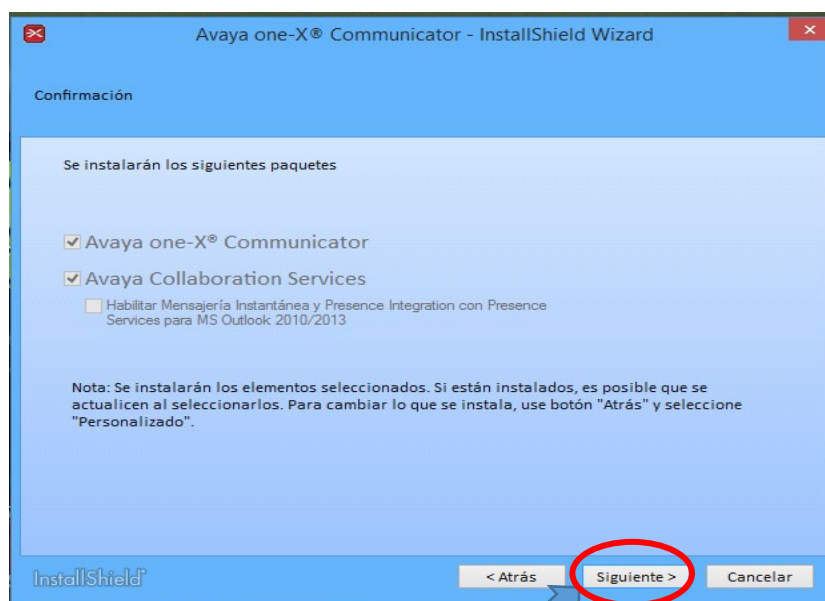 Avaya one-X® Communicator - InstallShield Wizard
Confirmación
Se instalarán los siguientes paquetes
Avaya one-X® Communicator
Avaya Collaboration Services
Habilitar Mensajería Instantánea y Presence Integration con Presence
Services para MS Outlook 2010/2013
Nota: Se instalarán los elementos seleccionados. Si están instalados, es posible que se
actualicen al seleccionarlos. Para cambiar lo que se instala, use botón "Atrás" y seleccione
"Personalizado".
InstallShield
< Atrás
Siguiente >
Cancelar